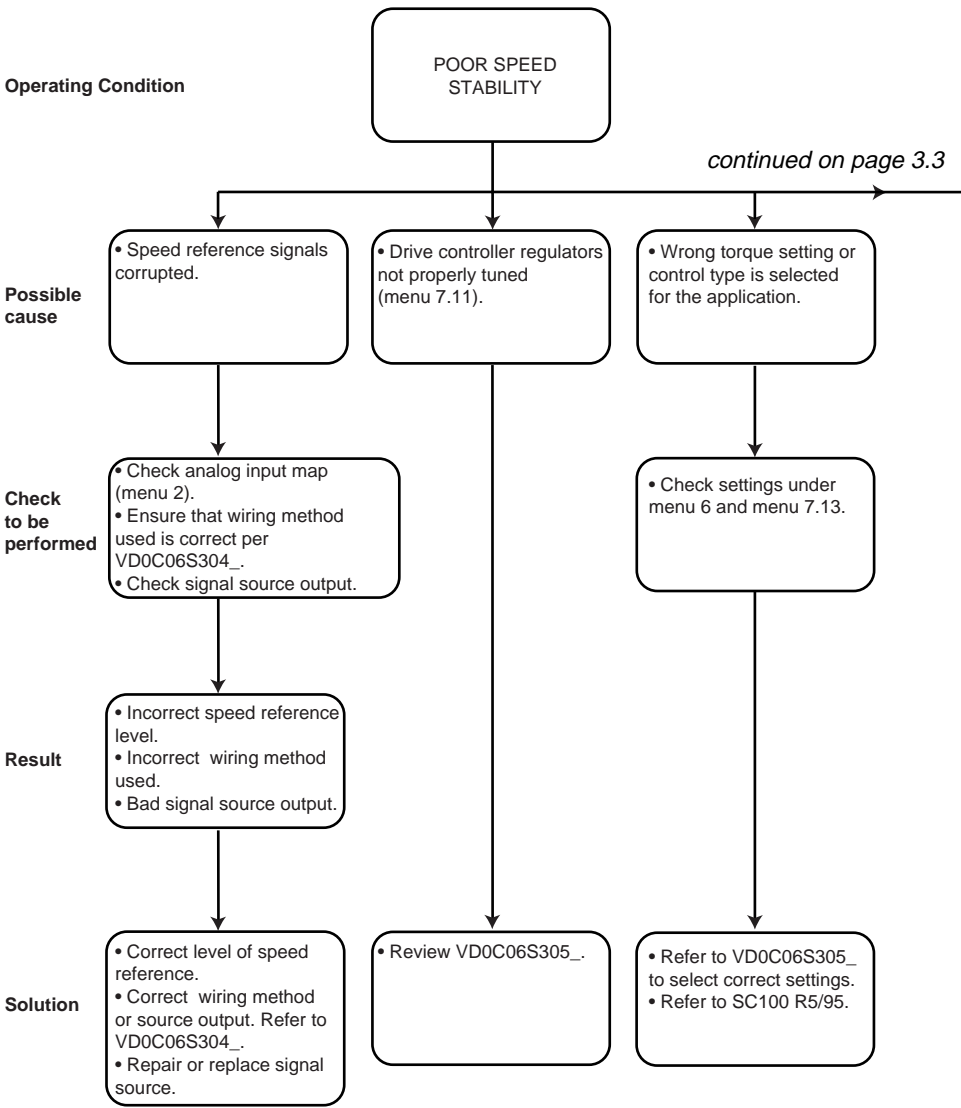 POOR SPEED
STABILITY
Operating Condition
continued on page 3.3
Possible
cause
• Speed reference signals
corrupted.
• Drive controller regulators
not properly tuned
(menu 7.11).
• Wrong torque setting or
control type is selected
for the application.
Check
to be
performed
• Check analog input map
(menu 2).
• Ensure that wiring method
used is correct per
VD0C06S304_.
• Check signal source output.
• Check settings under
menu 6 and menu 7.13.
Result
• Incorrect speed reference
level.
• Incorrect wiring method
used.
• Bad signal source output.
Solution
• Correct level of speed
reference.
• Correct wiring method
or source output. Refer to
VD0C06S304_.
• Repair or replace signal
source.
• Review VD0C06S305_.
• Refer to VD0C06S305_
to select correct settings.
• Refer to SC100 R5/95.